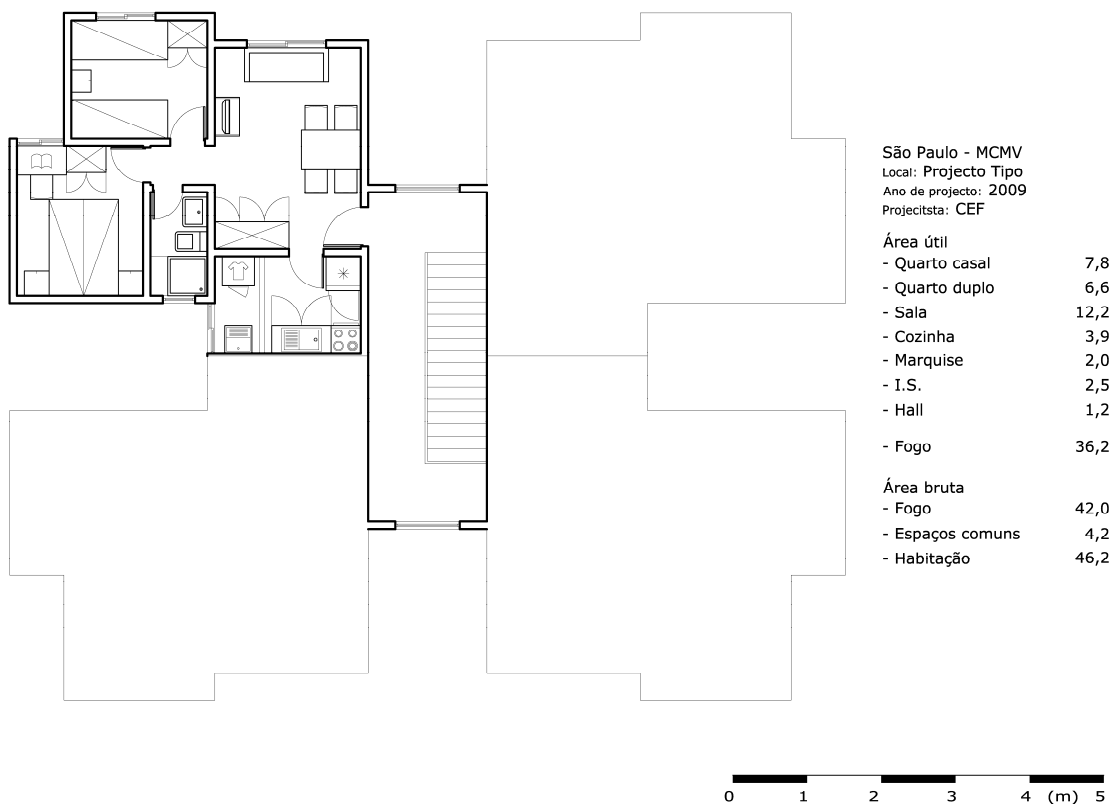 São Paulo - MCMV
Local: Projecto Tipo
Ano de projecto: 2009
Projecitsta: CEF
Área útil
- Quarto casal 7,8
- Quarto duplo 6,6
- Sala 12,2
- Cozinha 3,9
- Marquise 2,0
- I.S. 2,5
- Hall 1,2
- Fogo 36,2
Área bruta
- Fogo 42,0
- Espaços comuns 4,2
- Habitação 46,2
0 1 2 3 4 (m) 5